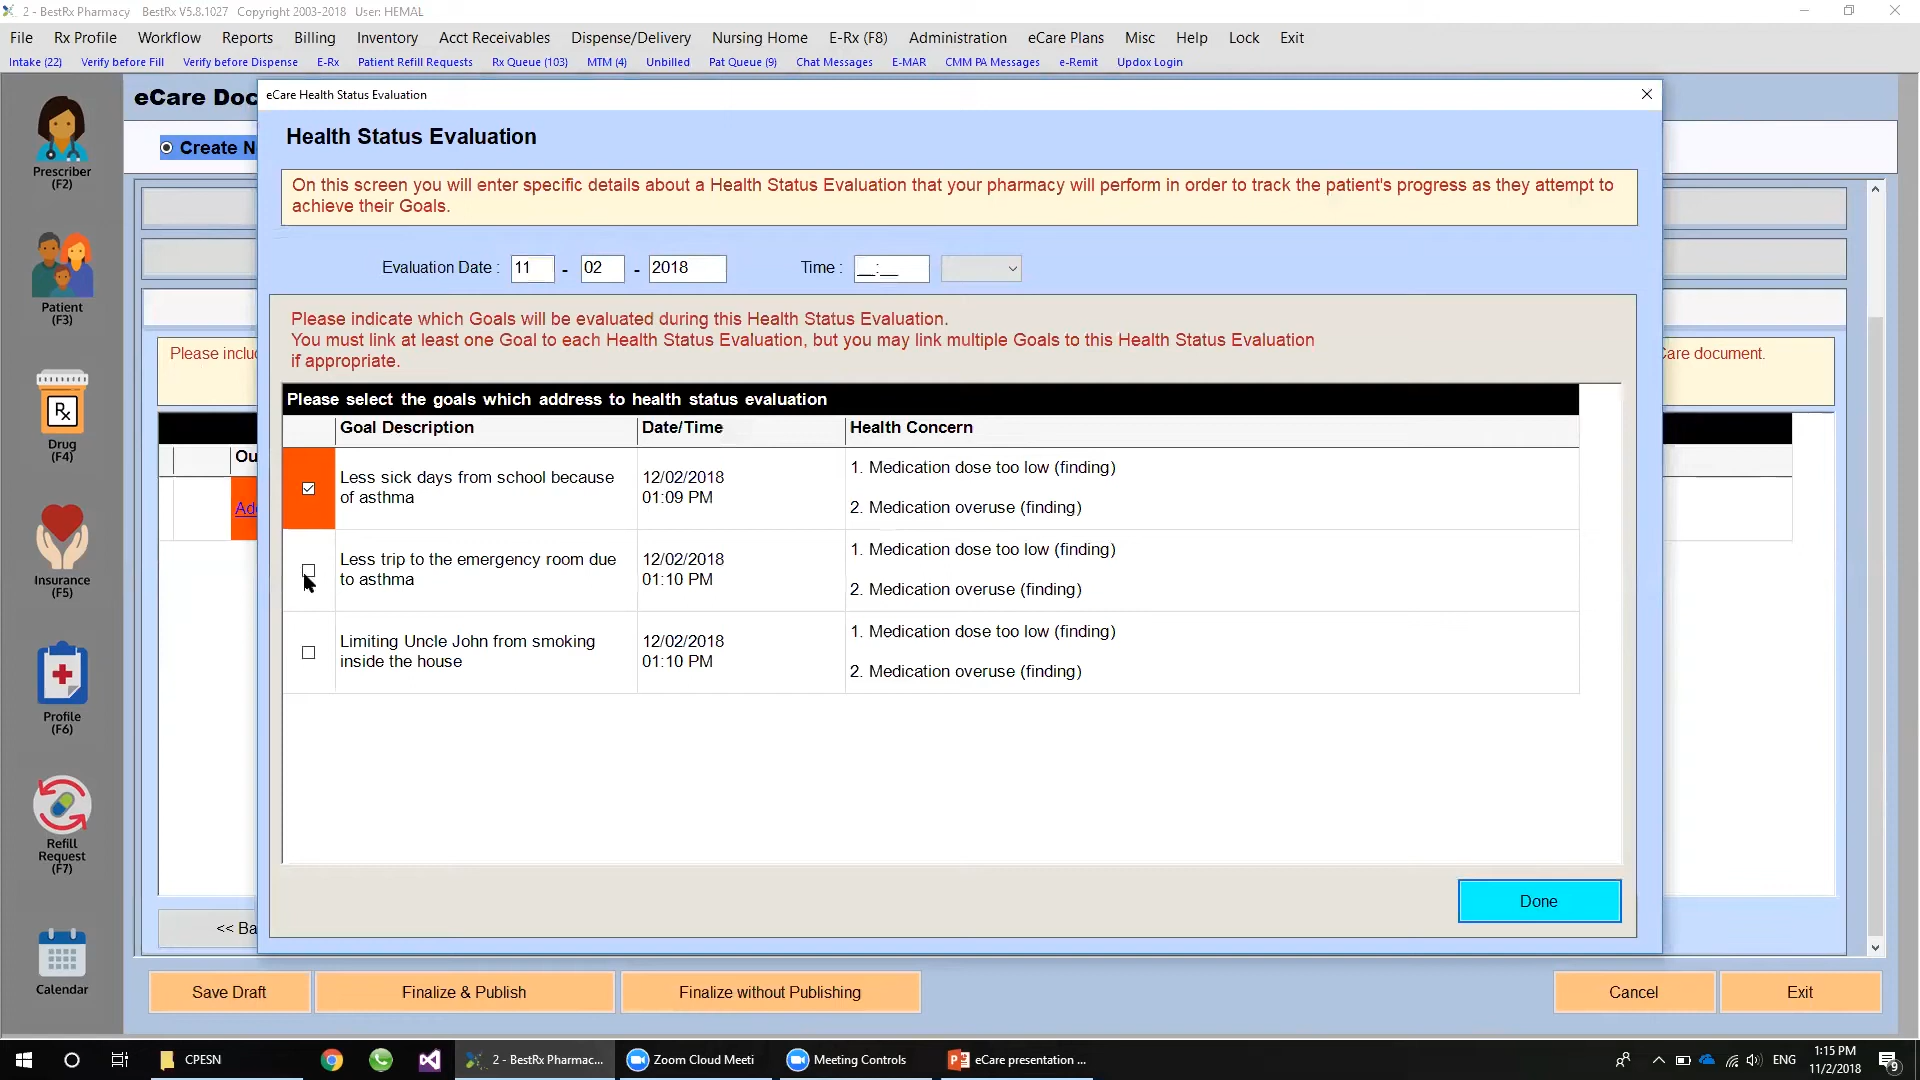 2 - BestRx Pharmacy    BestRx V5.8.1027    Copyright 2003-2018    User: HEMAL
File    Rx Profile    Workflow    Reports    Billing    Inventory    Acct Receivables    Dispense/Delivery    Nursing Home    E-Rx (F8)    Administration    eCare Plans    Misc    Help    Lock    Exit
Intake (22)    Verify before Fill    Verify before Dispense    E-Rx    Patient Refill Requests    Rx Queue (103)    MTM (4)    Unbilled    Pat Queue (9)    Chat Messages    E-MAR    CMM PA Messages    e-Remit    Updox Login
Prescriber
(F2)
Patient
(F3)
Rx
Drug
(F4)
Insurance
(F5)
Profile
(F6)
Refill
Request
(F7)
Calendar
eCare Doc
Create N
Please inclu
Care document.
Ou
Ad
<< Ba
eCare Health Status Evaluation
Health Status Evaluation
On this screen you will enter specific details about a Health Status Evaluation that your pharmacy will perform in order to track the patient's progress as they attempt to
achieve their Goals.
Evaluation Date : 11 - 02 - 2018    Time : __:__
Please indicate which Goals will be evaluated during this Health Status Evaluation.
You must link at least one Goal to each Health Status Evaluation, but you may link multiple Goals to this Health Status Evaluation
if appropriate.
Please select the goals which address to health status evaluation
Goal Description    Date/Time    Health Concern
Less sick days from school because
of asthma
12/02/2018
01:09 PM
1. Medication dose too low (finding)
2. Medication overuse (finding)
Less trip to the emergency room due
to asthma
12/02/2018
01:10 PM
1. Medication dose too low (finding)
2. Medication overuse (finding)
Limiting Uncle John from smoking
inside the house
12/02/2018
01:10 PM
1. Medication dose too low (finding)
2. Medication overuse (finding)
Done
Save Draft    Finalize & Publish    Finalize without Publishing    Cancel    Exit
CPESN    2 - BestRx Pharmac...    Zoom Cloud Meeti    Meeting Controls    eCare presentation ...    ENG
1:15 PM
11/2/2018
9